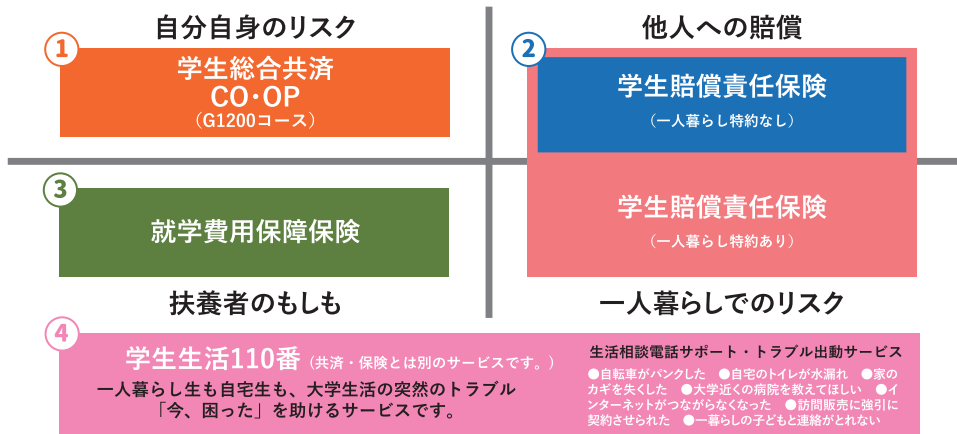 自分自身のリスク
1
学生総合共済
CO・OP
（G1200コース）
他人への賠償
2
学生賠償責任保険
（一人暮らし特約なし）
3
就学費用保障保険
扶養者のもしも
学生賠償責任保険
（一人暮らし特約あり）
一人暮らしでのリスク
4
学生生活110番（共済・保険とは別のサービスです。）
一人暮らし生も自宅生も、大学生活の突然のトラブル
「今、困った」を助けるサービスです。
生活相談電話サポート・トラブル出動サービス
●自転車がパンクした　●自宅のトイレが水漏れ　●家の
カギを失くした　●大学近くの病院を教えてほしい　●イ
ンターネットがつながらなくなった　●訪問販売に強引に
契約させられた　●一暮らしの子どもと連絡がとれない